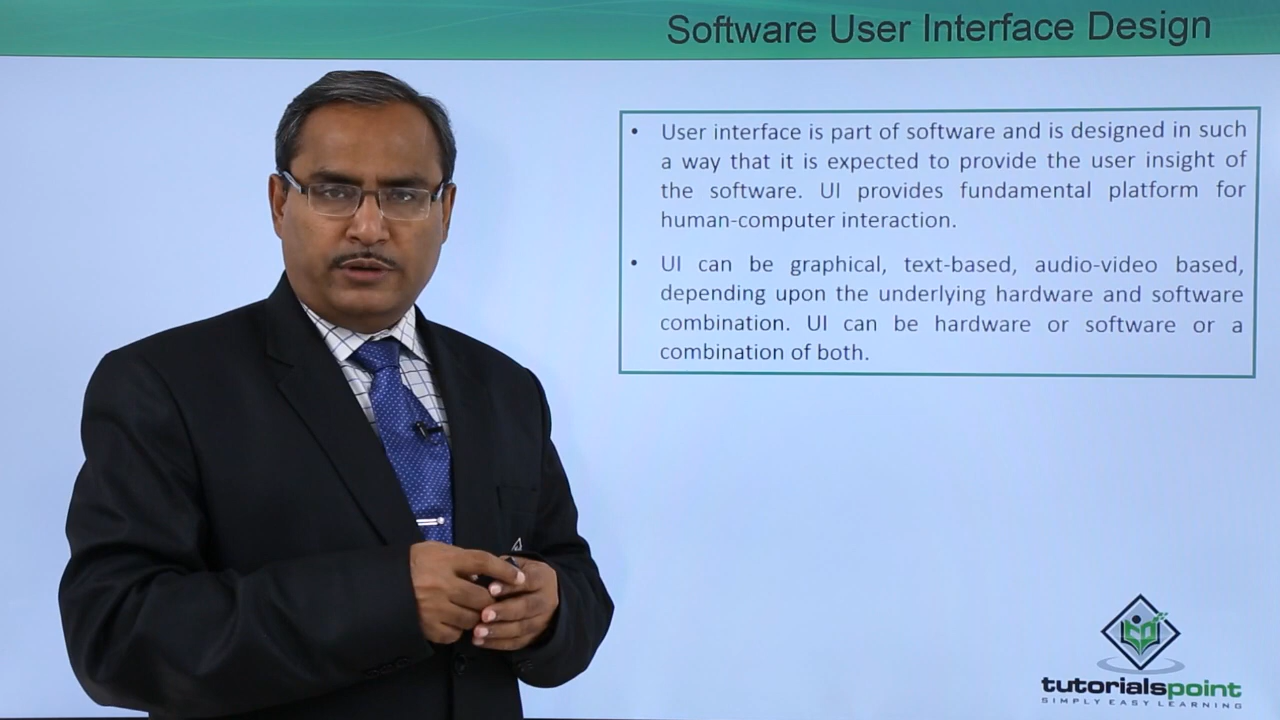 Software User Interface Design
• User interface is part of software and is designed in such
a way that it is expected to provide the user insight of
the software. UI provides fundamental platform for
human-computer interaction.
• UI can be graphical, text-based, audio-video based,
depending upon the underlying hardware and software
combination. UI can be hardware or software or a
combination of both.
tutorialspoint
SIMPLY EASY LEARNING